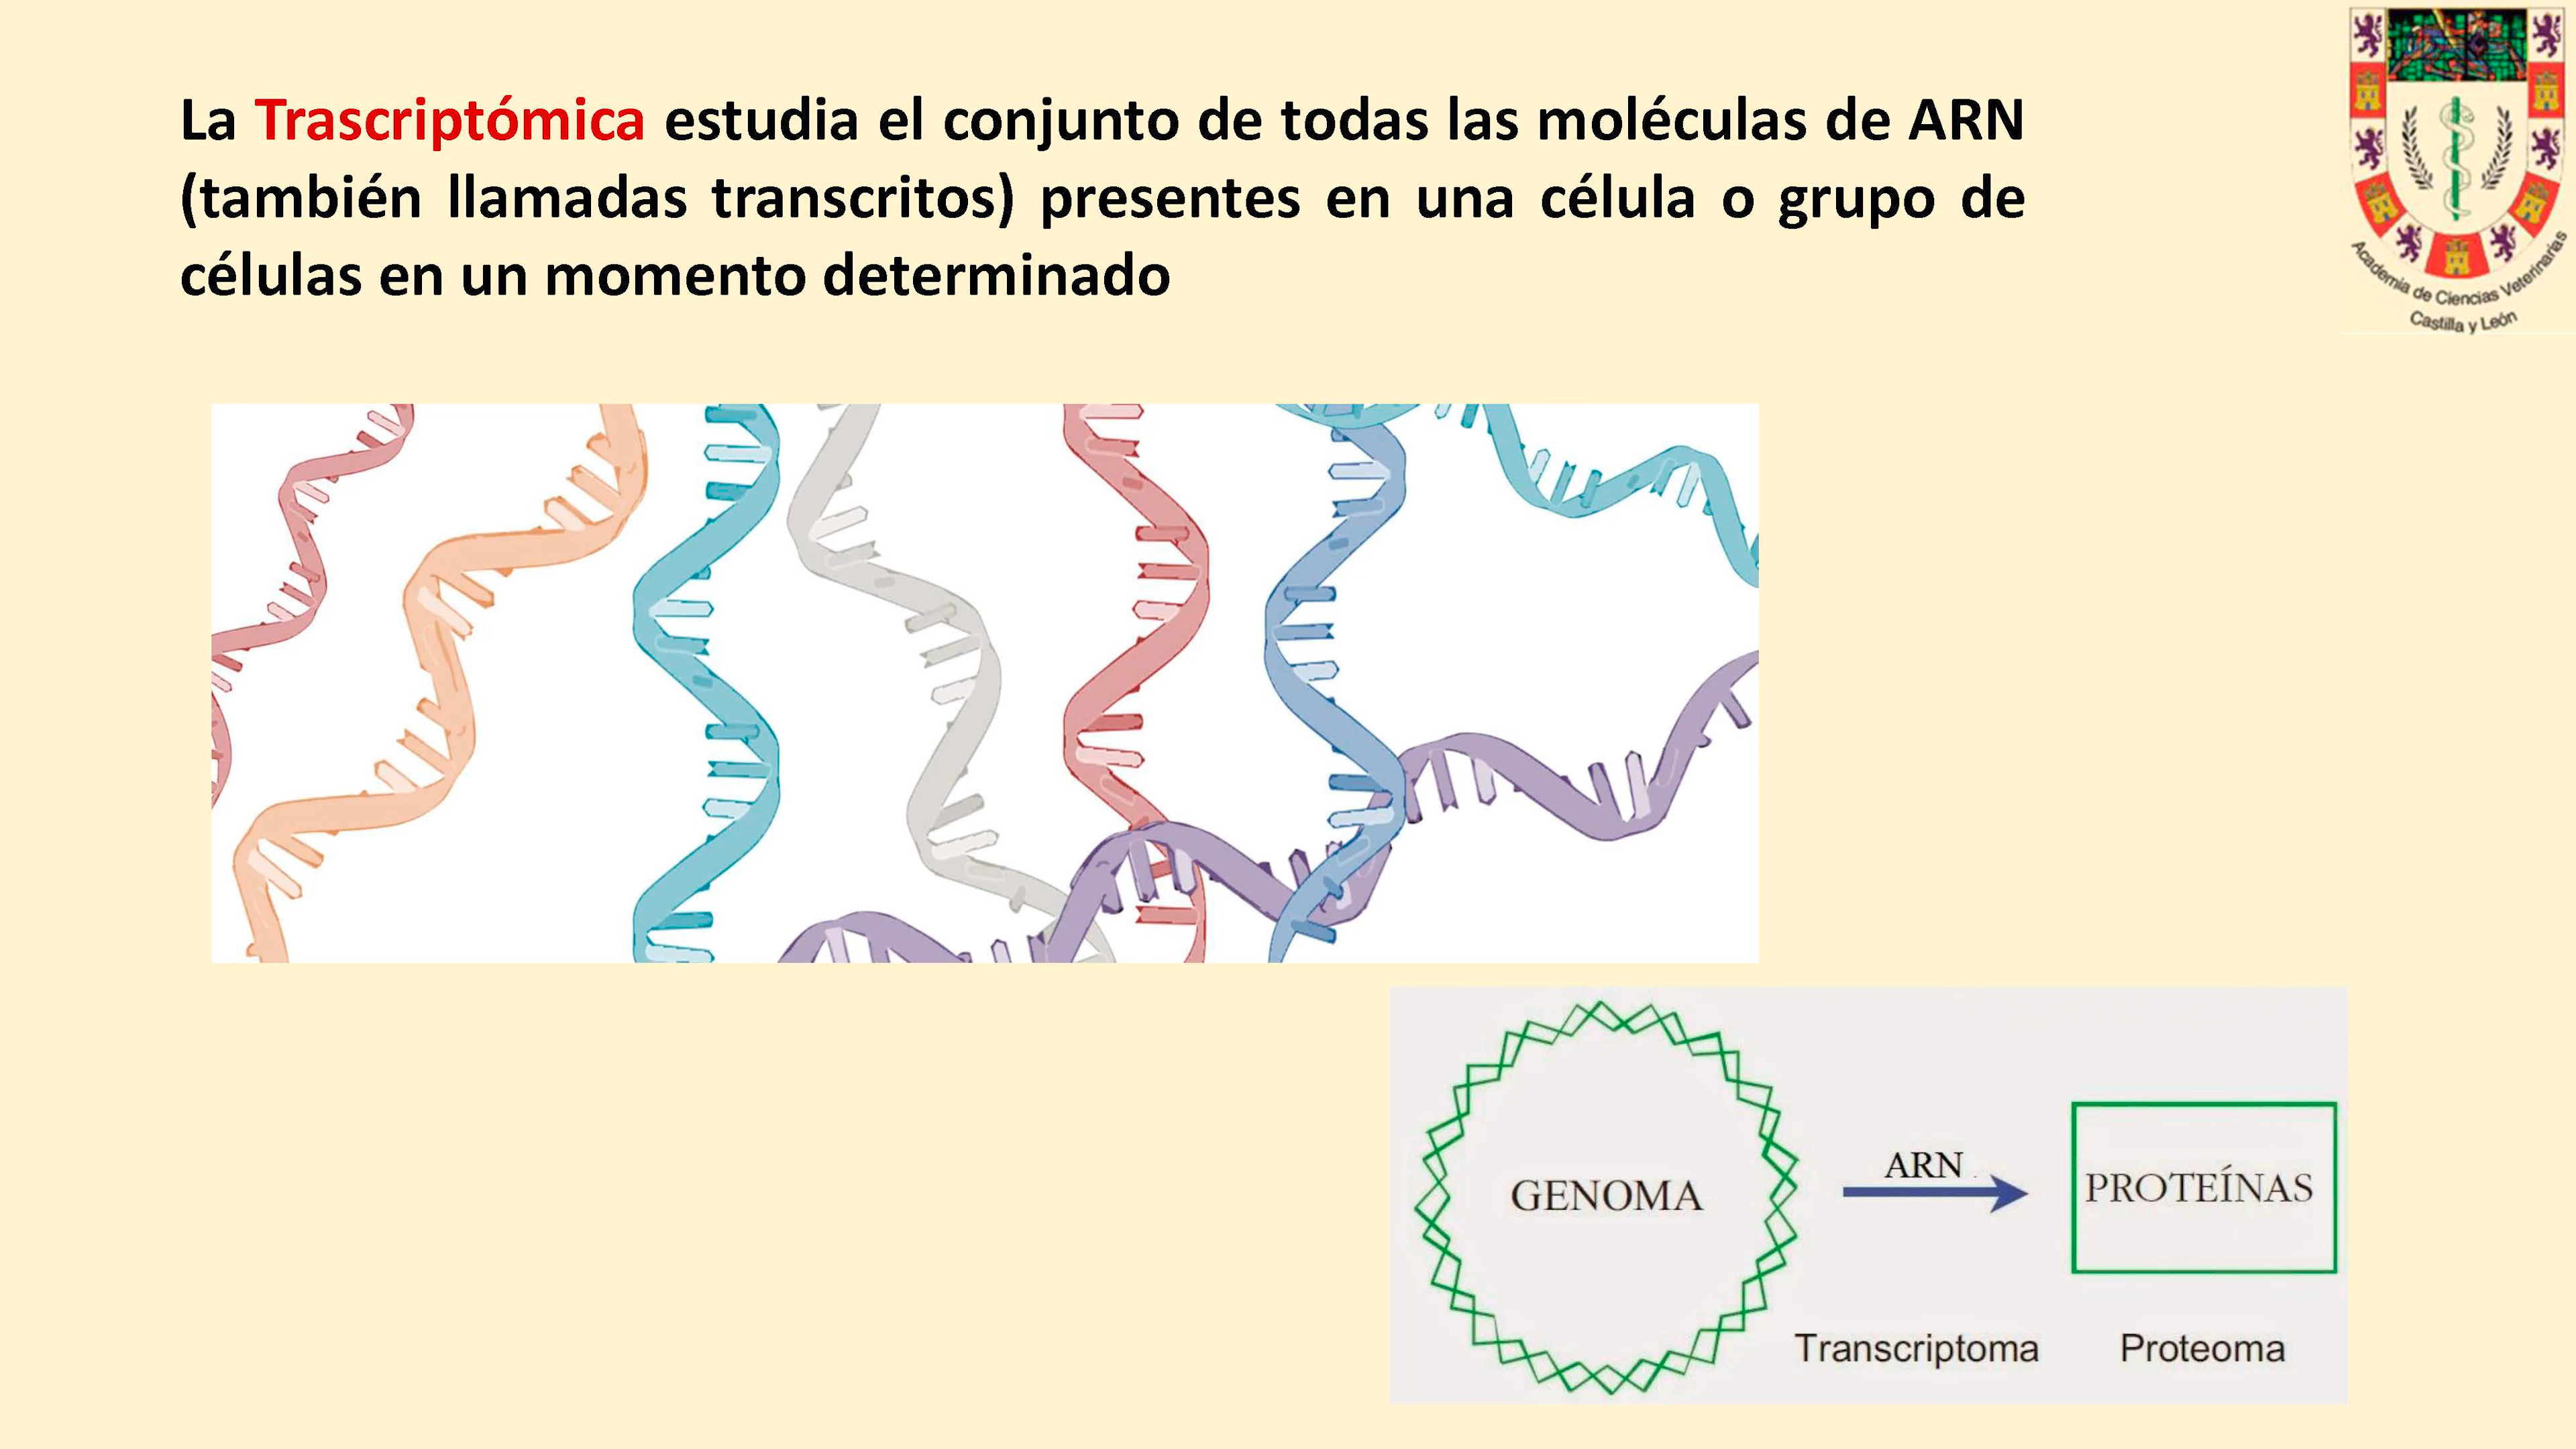 La Trascriptómica estudia el conjunto de todas las moléculas de ARN
(también llamadas transcritos) presentes en una célula o grupo de
células en un momento determinado
Academia de Ciencias Veterinarias
Castilla y León
GENOMA
ARN
PROTEÍNAS
Transcriptoma
Proteoma